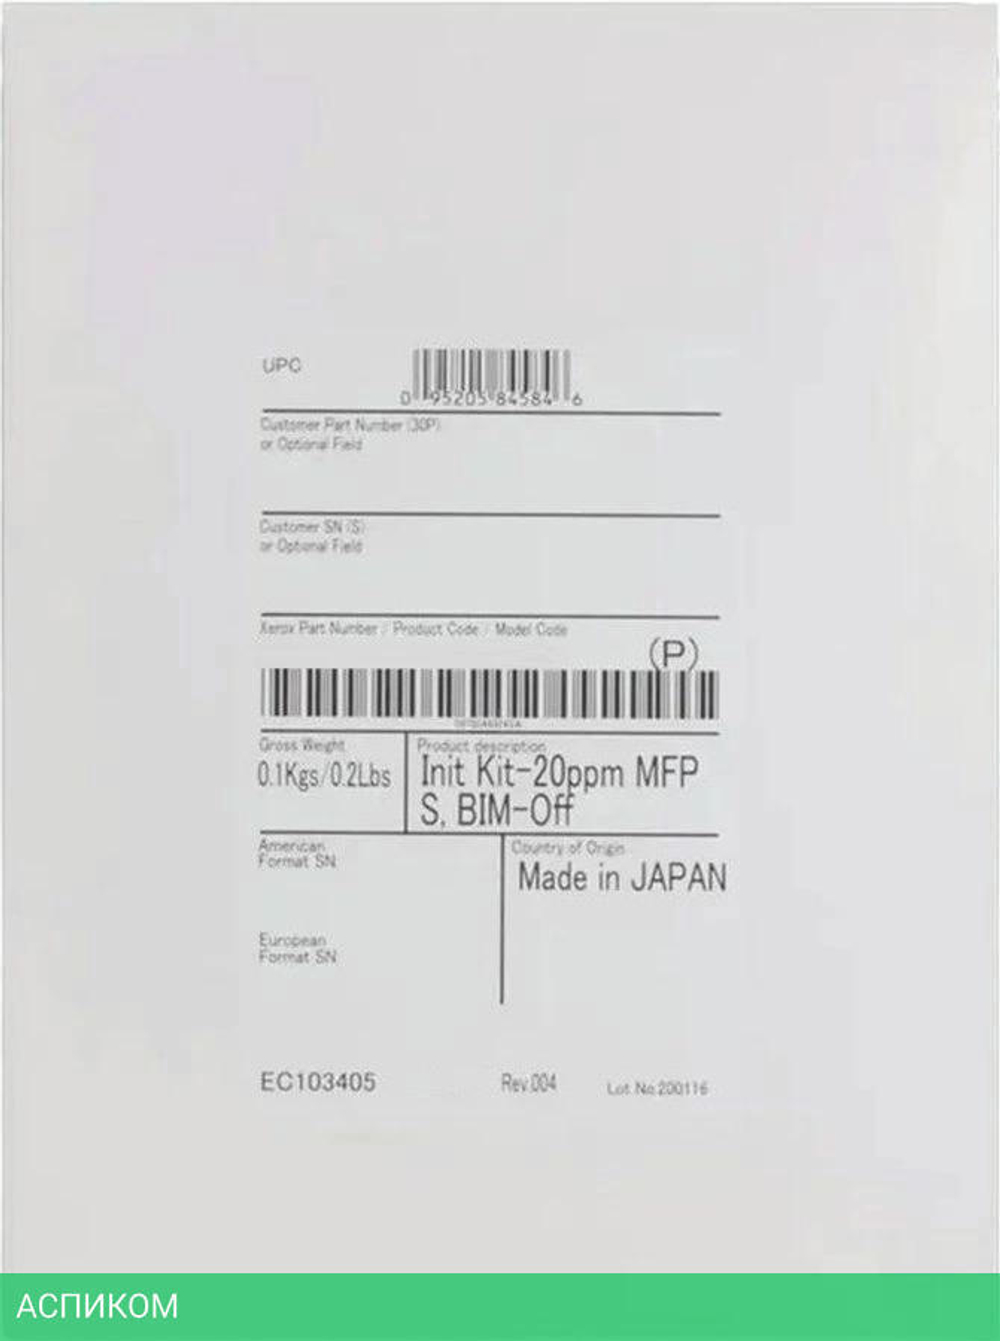 UPC
0 95205 84584 6
Customer Part Number (30P)
or Optional Field
Customer SN (S)
or Optional Field
Xerox Part Number / Product Code / Model Code
(P)
Gross Weight
0.1Kgs/0.2Lbs
Product description
Init Kit-20ppm MFP
S, BIM-Off
American
Format SN
Country of Origin
Made in JAPAN
European
Format SN
EC103405
Rev.004
Lot No.200116
АСПИКОМ